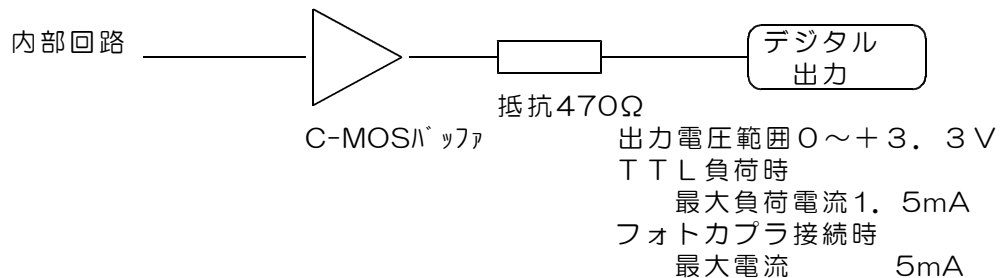 内部回路
デジタル
出力
抵抗470Ω
C-MOSﾊﾞｯﾌｧ
出力電圧範囲0～+3．3V
TTL負荷時
最大負荷電流1．5mA
フォトカプラ接続時
最大電流 5mA